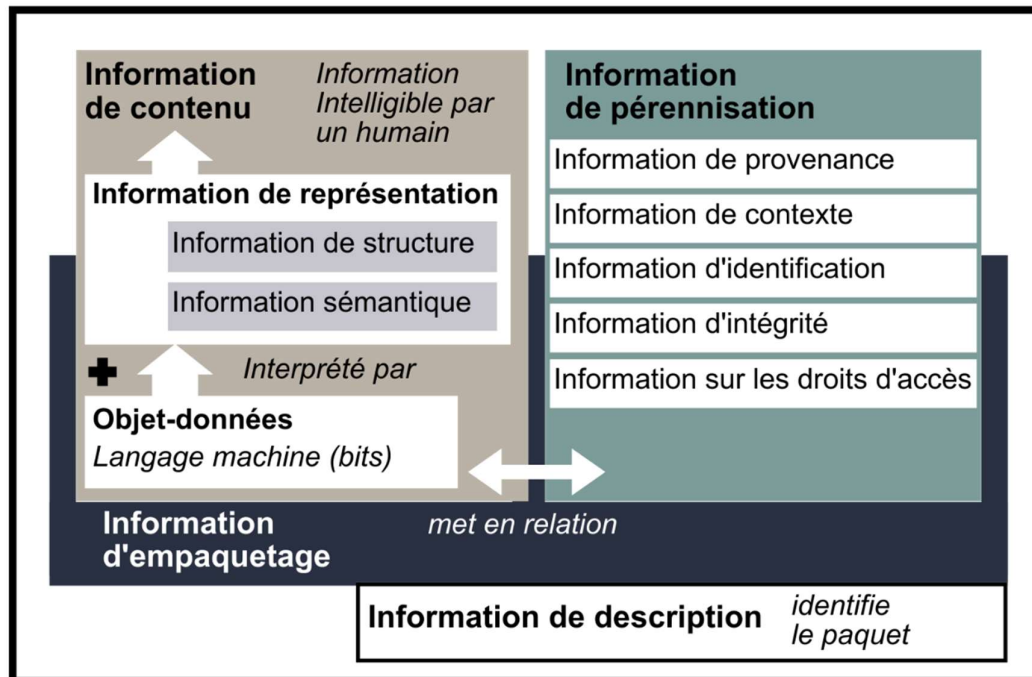 Information
de contenu
Information
Intelligible par
un humain
Information de représentation
Information de structure
Information sémantique
Interprété par
Objet-données
Langage machine (bits)
Information
de pérennisation
Information de provenance
Information de contexte
Information d'identification
Information d'intégrité
Information sur les droits d'accès
Information
d'empaquetage
met en relation
Information de description
identifie
le paquet